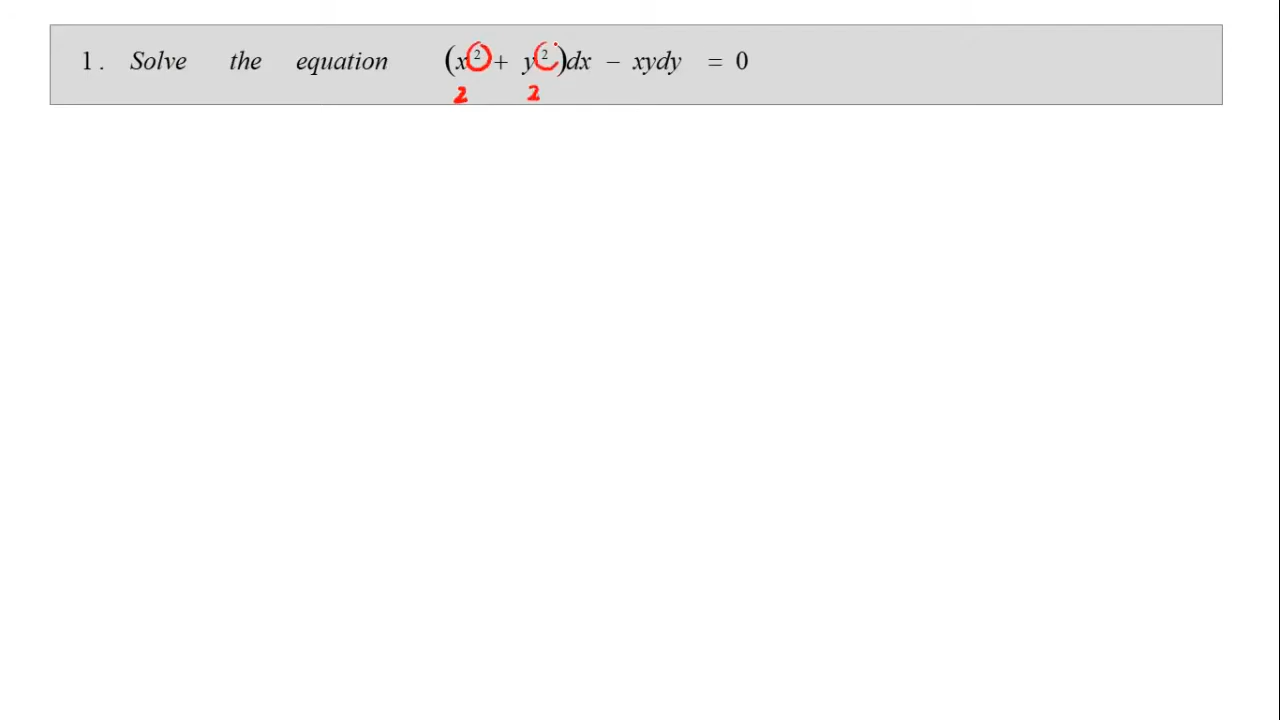 1. Solve the equation (x² + y²)dx − xydy = 0
2 2